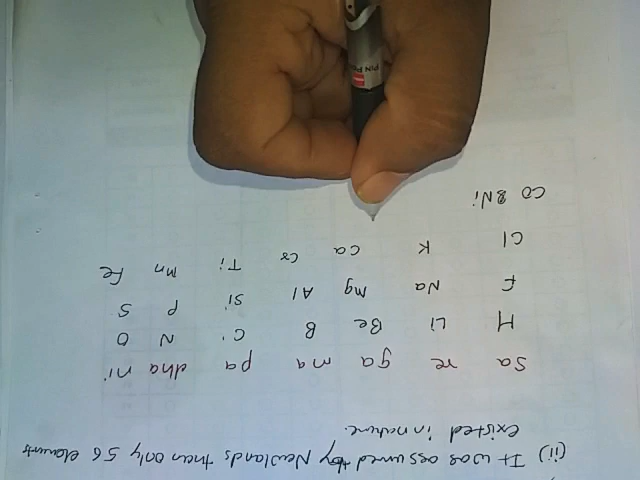 (ii) It was assumed by Newlands that only 56 elements
existed in nature.
Sa re ga ma pa dha ni
H Li Be B C N O
F Na Mg Al Si P S
Cl K Ca Cr Ti Mn Fe
CO & Ni
PIN